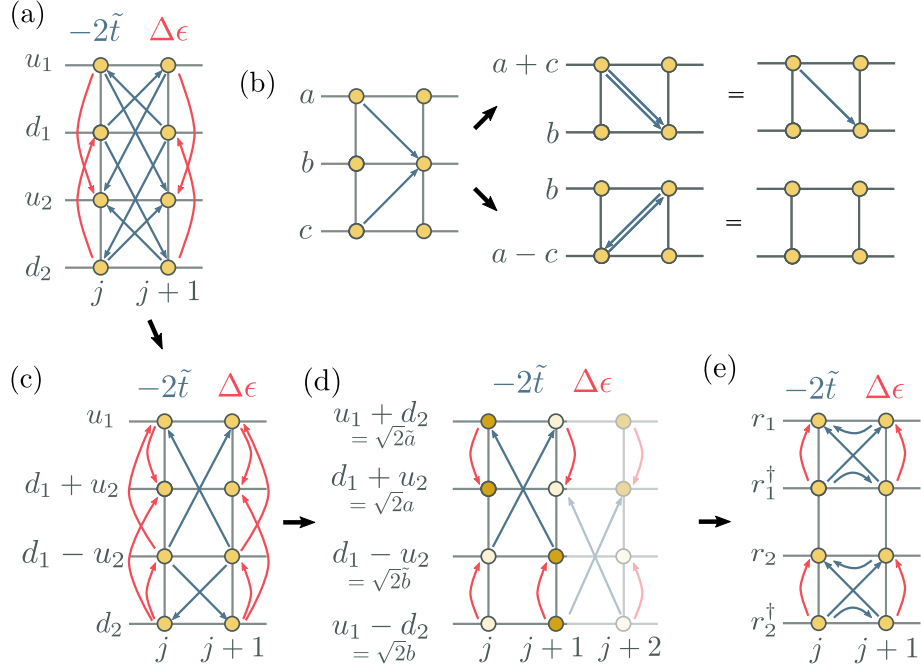 (a)
−2t̃ Δϵ
u₁
d₁
u₂
d₂
j j + 1
(b)
a
b
c
a + c
b
=
b
a − c
=
(c)
−2t̃ Δϵ
u₁
d₁ + u₂
d₁ − u₂
d₂
j j + 1
(d)
−2t̃ Δϵ
u₁ + d₂
= √2ã
d₁ + u₂
= √2a
d₁ − u₂
= √2b̃
u₁ − d₂
= √2b
j j + 1 j + 2
(e)
−2t̃ Δϵ
r₁
r₁†
r₂
r₂†
j j + 1